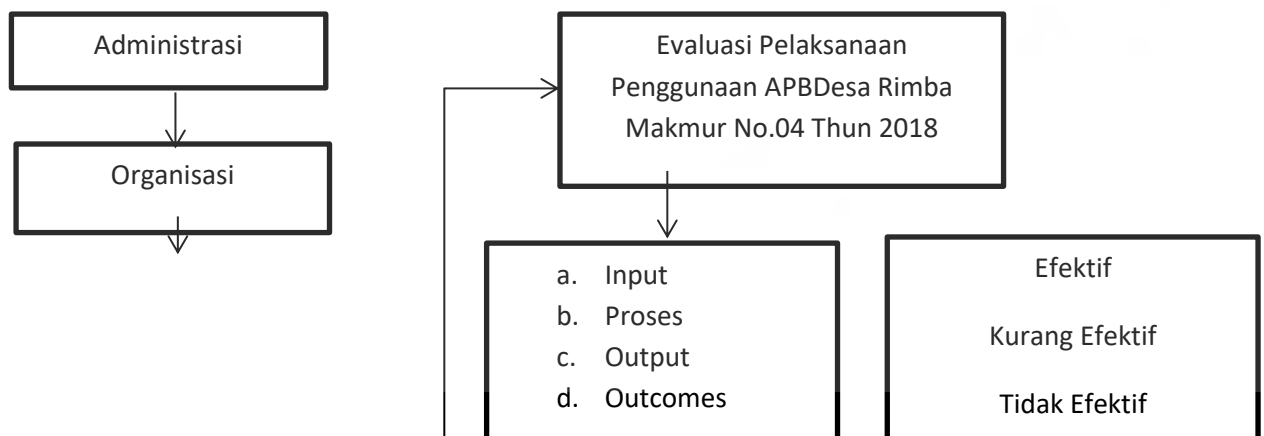 Administrasi
Organisasi
Evaluasi Pelaksanaan
Penggunaan APBDesa Rimba
Makmur No.04 Thun 2018
a. Input
b. Proses
c. Output
d. Outcomes
Efektif
Kurang Efektif
Tidak Efektif